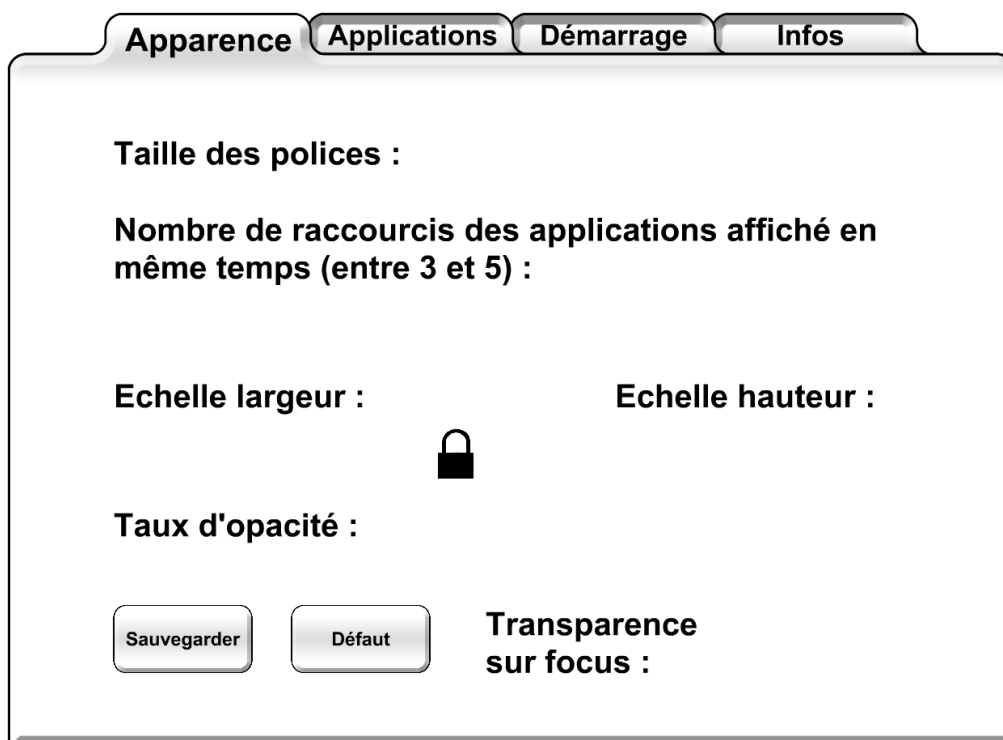 Apparence Applications Démarrage Infos
Taille des polices :
Nombre de raccourcis des applications affiché en
même temps (entre 3 et 5) :
Echelle largeur : Echelle hauteur :
Taux d'opacité :
Sauvegarder Défaut Transparence
sur focus :